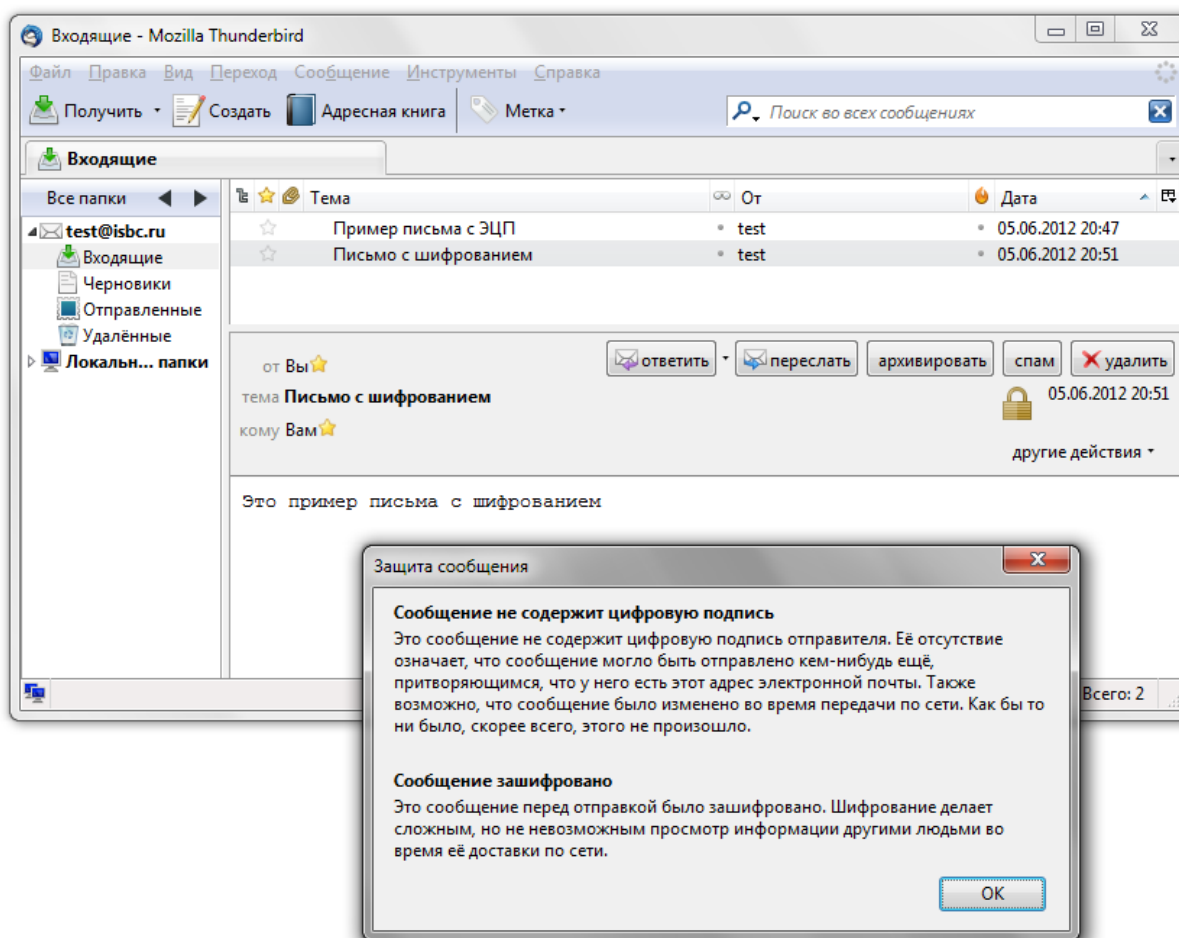 Входящие - Mozilla Thunderbird
Файл Правка Вид Переход Сообщение Инструменты Справка
Получить Создать Адресная книга Метка Поиск во всех сообщениях
Входящие
Все папки Тема От Дата
test@isbc.ru
Входящие
Черновики
Отправленные
Удалённые
Локальн... папки
Пример письма с ЭЦП test 05.06.2012 20:47
Письмо с шифрованием test 05.06.2012 20:51
от Вы ответить переслать архивировать спам удалить
тема Письмо с шифрованием 05.06.2012 20:51
кому Вам
другие действия
Это пример письма с шифрованием
Защита сообщения
Сообщение не содержит цифровую подпись
Это сообщение не содержит цифровую подпись отправителя. Её отсутствие
означает, что сообщение могло быть отправлено кем-нибудь ещё,
притворяющимся, что у него есть этот адрес электронной почты. Также
возможно, что сообщение было изменено во время передачи по сети. Как бы то
ни было, скорее всего, этого не произошло.
Сообщение зашифровано
Это сообщение перед отправкой было зашифровано. Шифрование делает
сложным, но не невозможным просмотр информации другими людьми во
время её доставки по сети.
OK
Всего: 2